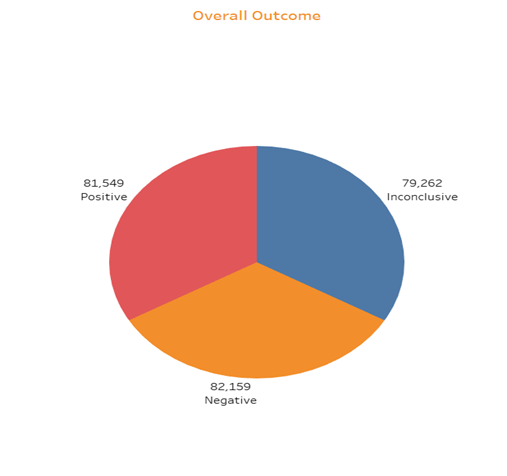 Overall Outcome
81,549
Positive
79,262
Inconclusive
82,159
Negative